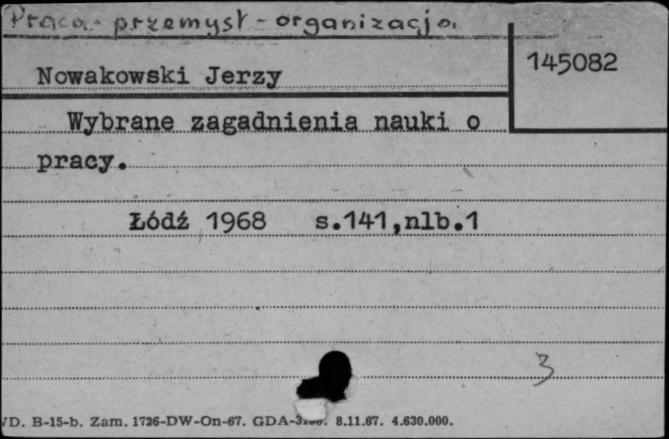 Praca - przemysł - organizacja.
145082
Nowakowski Jerzy
Wybrane zagadnienia nauki o
pracy.
Łódź 1968 s.141,nlb.1
3
D. B-15-b. Zam. 1726-DW-On-67. 8.11.67. 4.630.000.